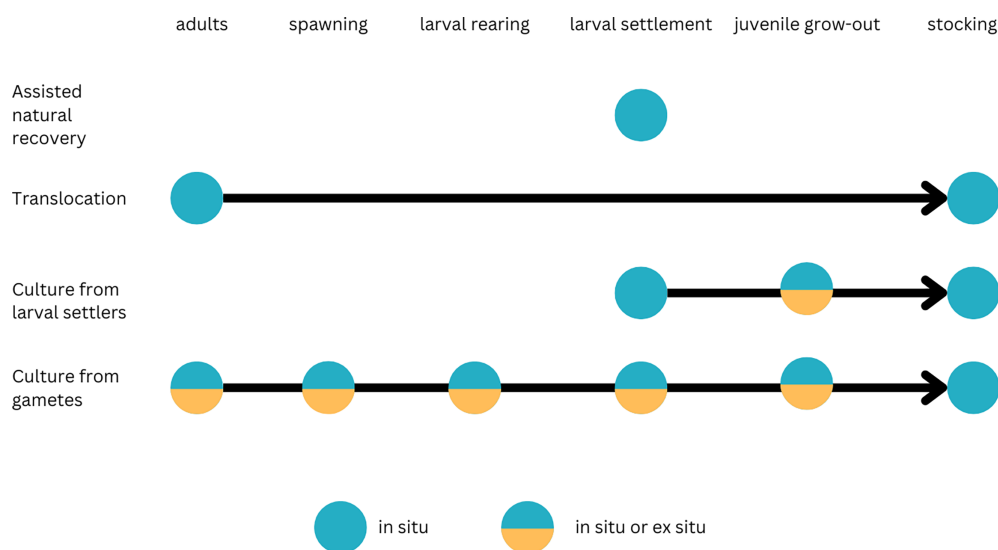 adults spawning larval rearing larval settlement juvenile grow-out stocking
Assisted
natural
recovery
Translocation
Culture from
larval settlers
Culture from
gametes
in situ in situ or ex situ